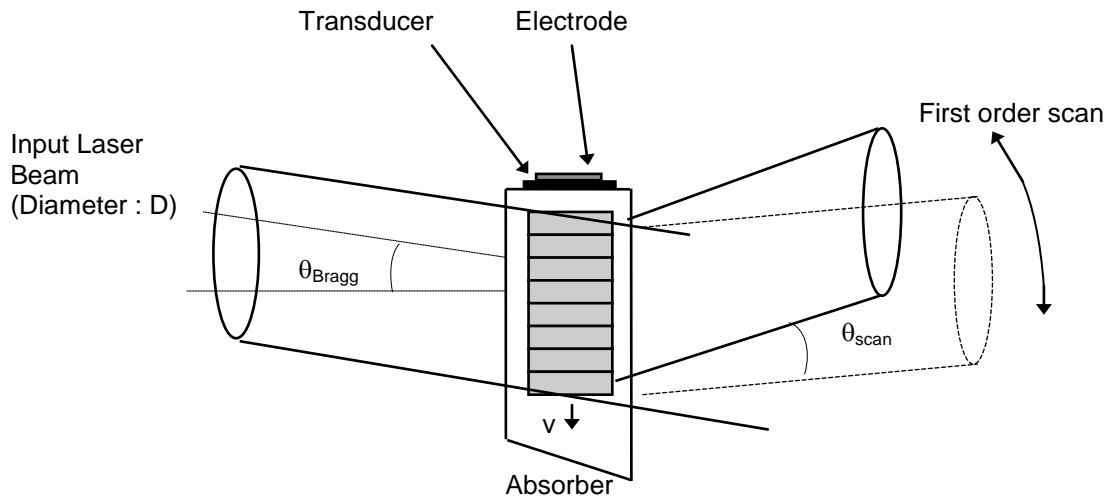 Transducer
Electrode
First order scan
Input Laser
Beam
(Diameter : D)
θBragg
θscan
v
Absorber